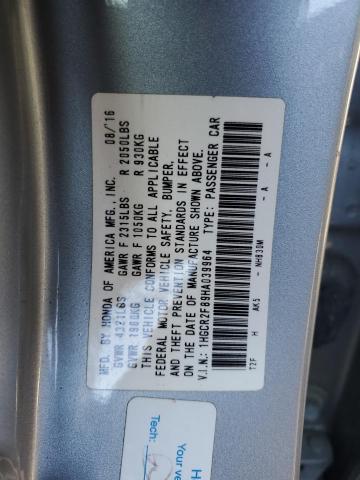 MFD. BY HONDA OF AMERICA MFG., INC. 08/'16
GVWR 4321LBS GAWR F 2315LBS R 2050LBS
GVWR 1960KG GAWR F 1050KG R 930KG
THIS VEHICLE CONFORMS TO ALL APPLICABLE
FEDERAL MOTOR VEHICLE SAFETY, BUMPER,
AND THEFT PREVENTION STANDARDS IN EFFECT
ON THE DATE OF MANUFACTURE SHOWN ABOVE.
V.I.N.: 1HGCR2F89HA039964 TYPE: PASSENGER CAR
T2F H AK5 - NH830M - A - A
H
Your ve
Tech: